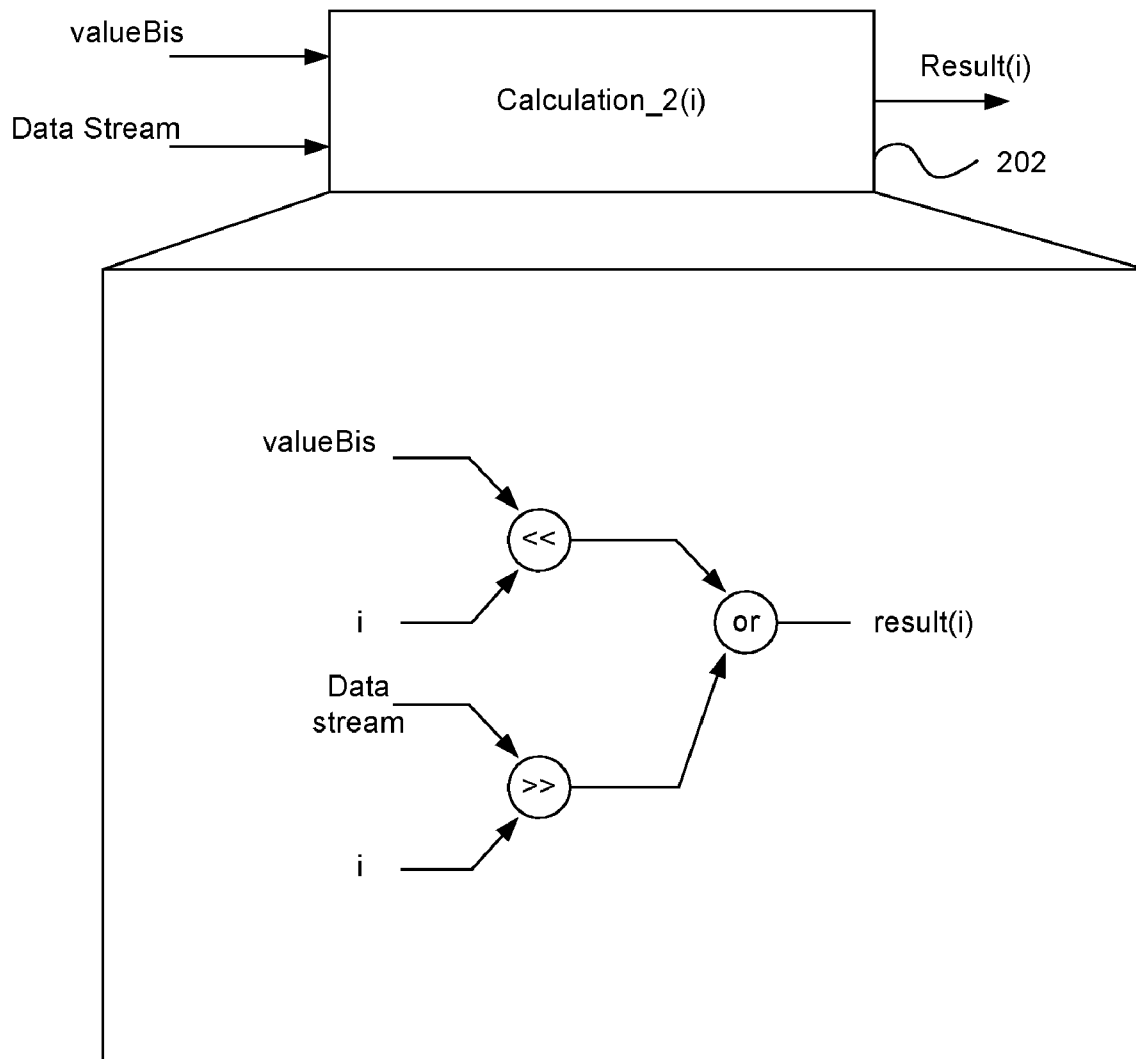 valueBis
Data Stream
Calculation_2(i)
Result(i)
202
valueBis
<<
i
or
result(i)
Data
stream
>>
i